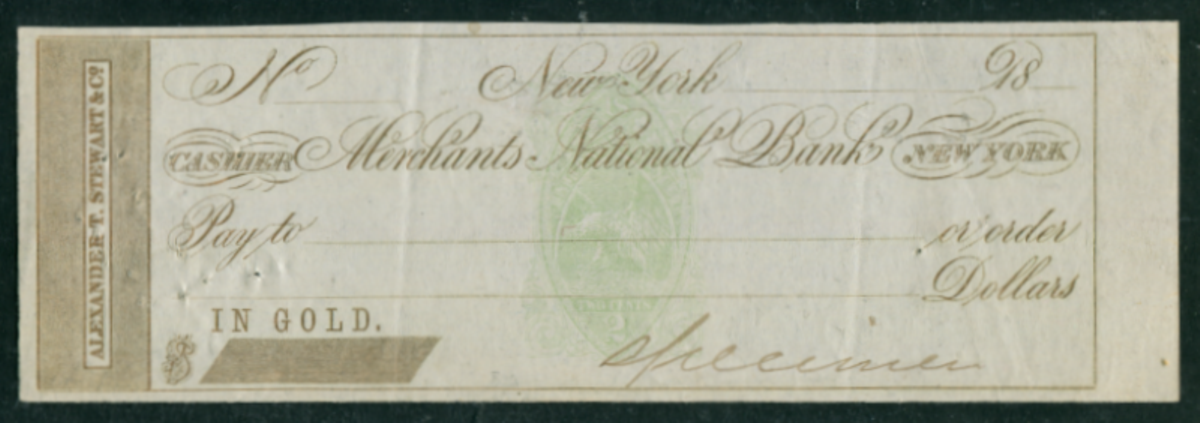 ALEXANDER T. STEWART & Co.
No New York 18
CASHIER Merchants National Bank NEW YORK
Pay to or order
Dollars
IN GOLD.
$
Specimen